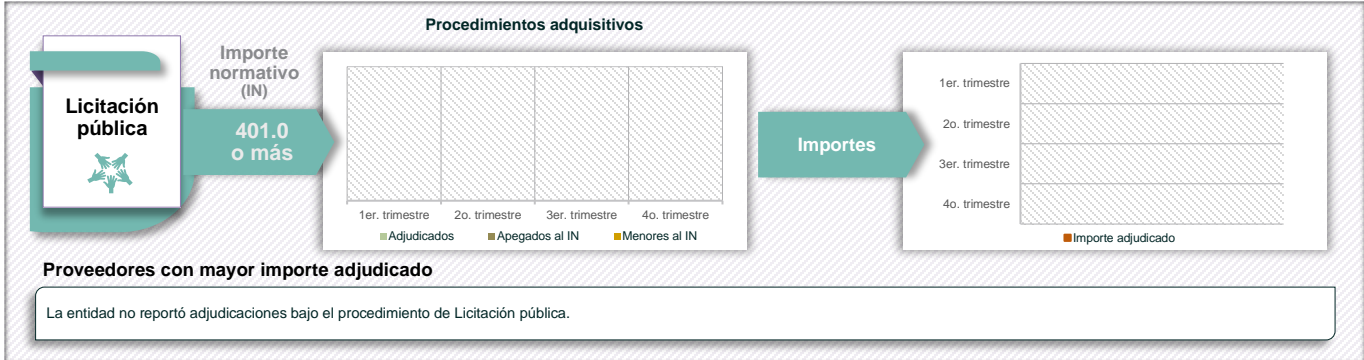 Procedimientos adquisitivos
Licitación
pública
Importe
normativo
(IN)
401.0
o más
1er. trimestre
2o. trimestre
3er. trimestre
4o. trimestre
Adjudicados
Apegados al IN
Menores al IN
Importes
1er. trimestre
2o. trimestre
3er. trimestre
4o. trimestre
Importe adjudicado
Proveedores con mayor importe adjudicado
La entidad no reportó adjudicaciones bajo el procedimiento de Licitación pública.